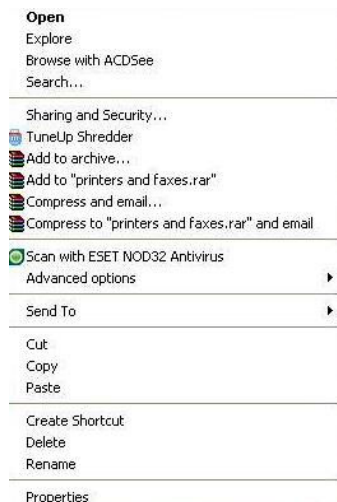 Open
Explore
Browse with ACDSee
Search...
Sharing and Security...
TuneUp Shredder
Add to archive...
Add to "printers and faxes.rar"
Compress and email...
Compress to "printers and faxes.rar" and email
Scan with ESET NOD32 Antivirus
Advanced options
Send To
Cut
Copy
Paste
Create Shortcut
Delete
Rename
Properties